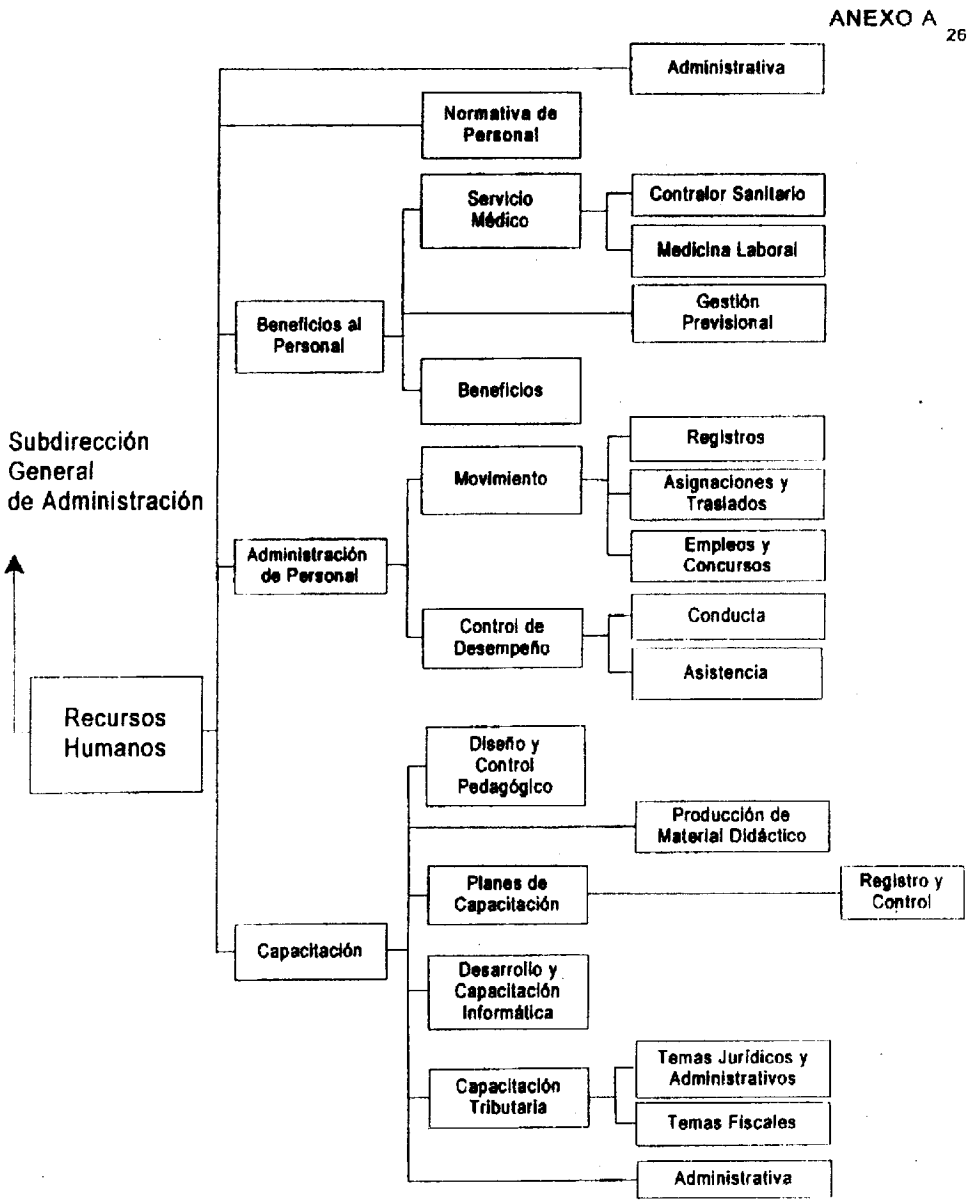 ANEXO A
26
Administrativa
Normativa de
Personal
Servicio
Médico
Contralor Sanitario
Medicina Laboral
Gestión
Previsional
Beneficios al
Personal
Beneficios
Subdirección
General
de Administración
Movimiento
Registros
Asignaciones y
Traslados
Empleos y
Concursos
Administración
de Personal
Control de
Desempeño
Conducta
Asistencia
Recursos
Humanos
Diseño y
Control
Pedagógico
Producción de
Material Didáctico
Planes de
Capacitación
Registro y
Control
Capacitación
Desarrollo y
Capacitación
Informática
Capacitación
Tributaria
Temas Jurídicos y
Administrativos
Temas Fiscales
Administrativa